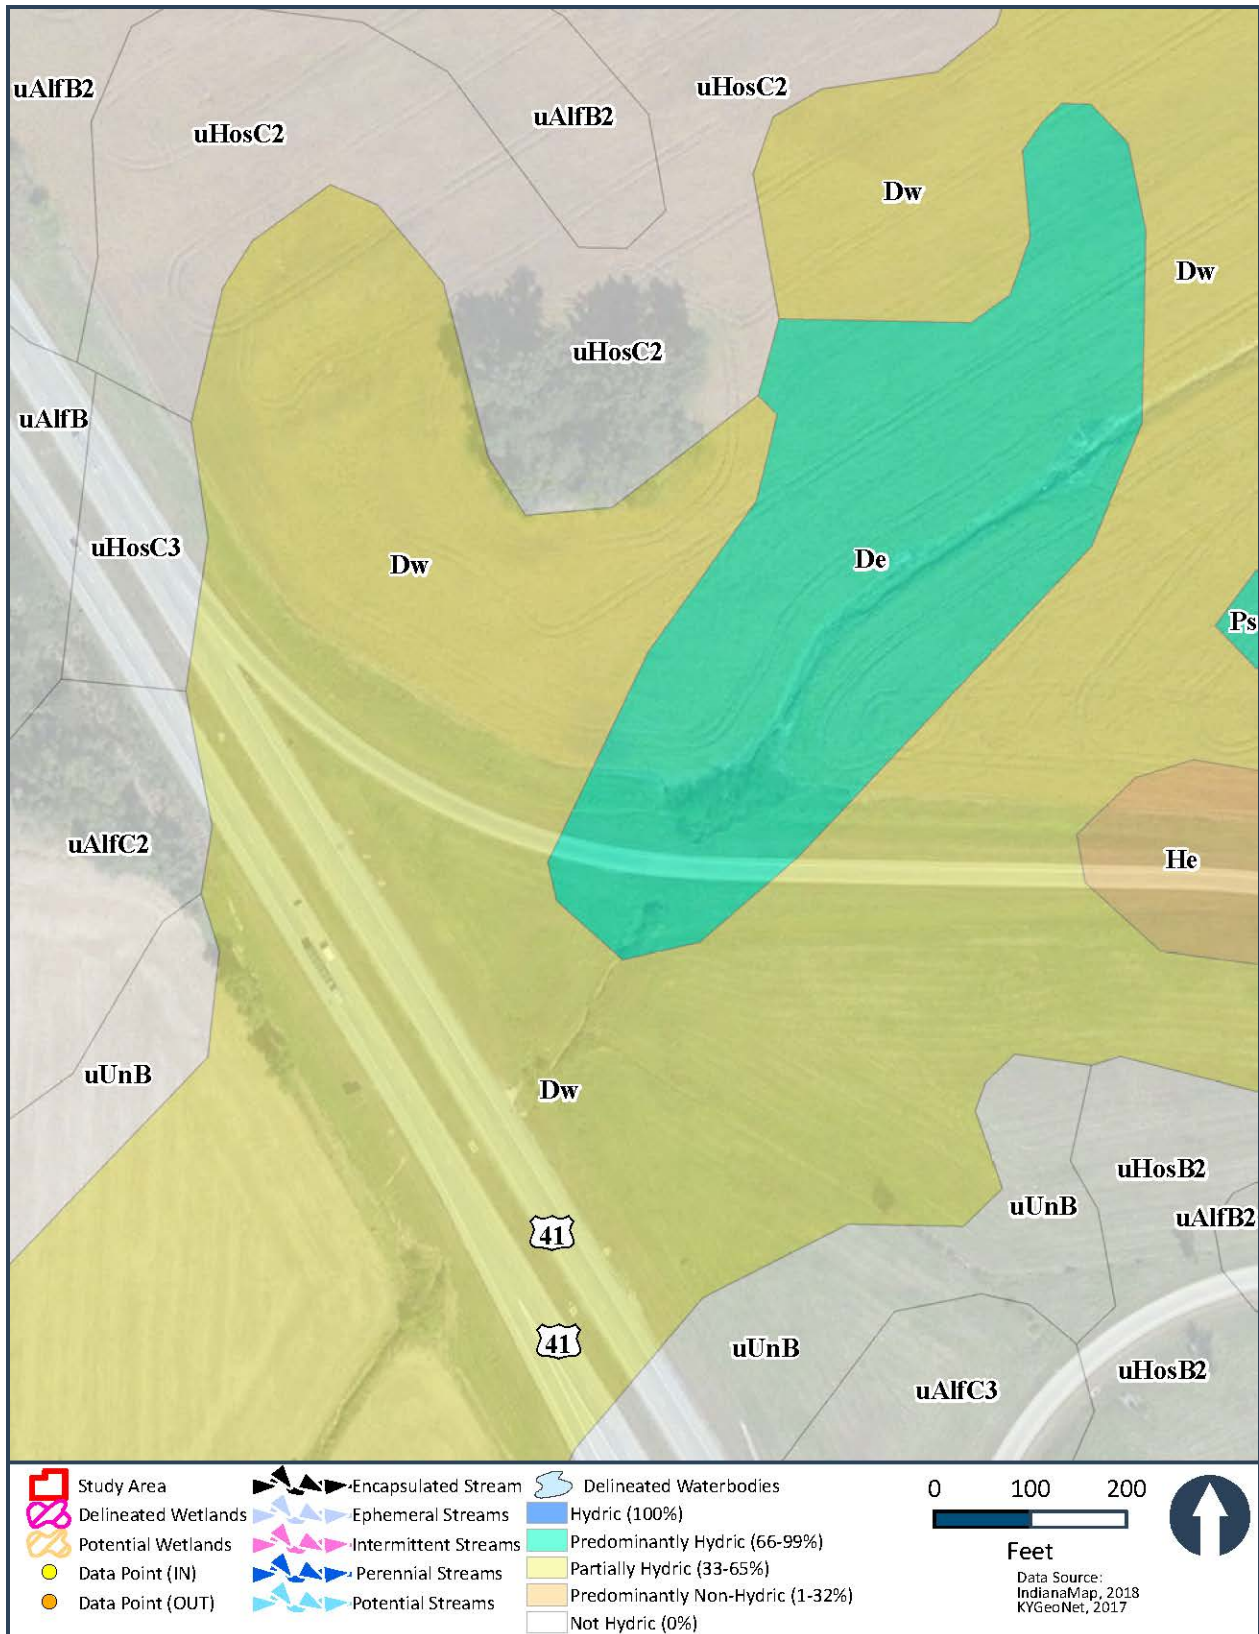 uAlfB2
uHosC2
uAlfB2
uHosC2
Dw
Dw
uHosC2
uAlfB
uHosC3
Dw
De
Ps
uAlfC2
He
uUnB
Dw
uHosB2
uUnB
uAlfB2
41
41
uUnB
uAlfC3
uHosB2
Study Area
Delineated Wetlands
Potential Wetlands
Data Point (IN)
Data Point (OUT)
Encapsulated Stream
Ephemeral Streams
Intermittent Streams
Perennial Streams
Potential Streams
Delineated Waterbodies
Hydric (100%)
Predominantly Hydric (66-99%)
Partially Hydric (33-65%)
Predominantly Non-Hydric (1-32%)
Not Hydric (0%)
0 100 200
Feet
Data Source:
IndianaMap, 2018
KYGeoNet, 2017